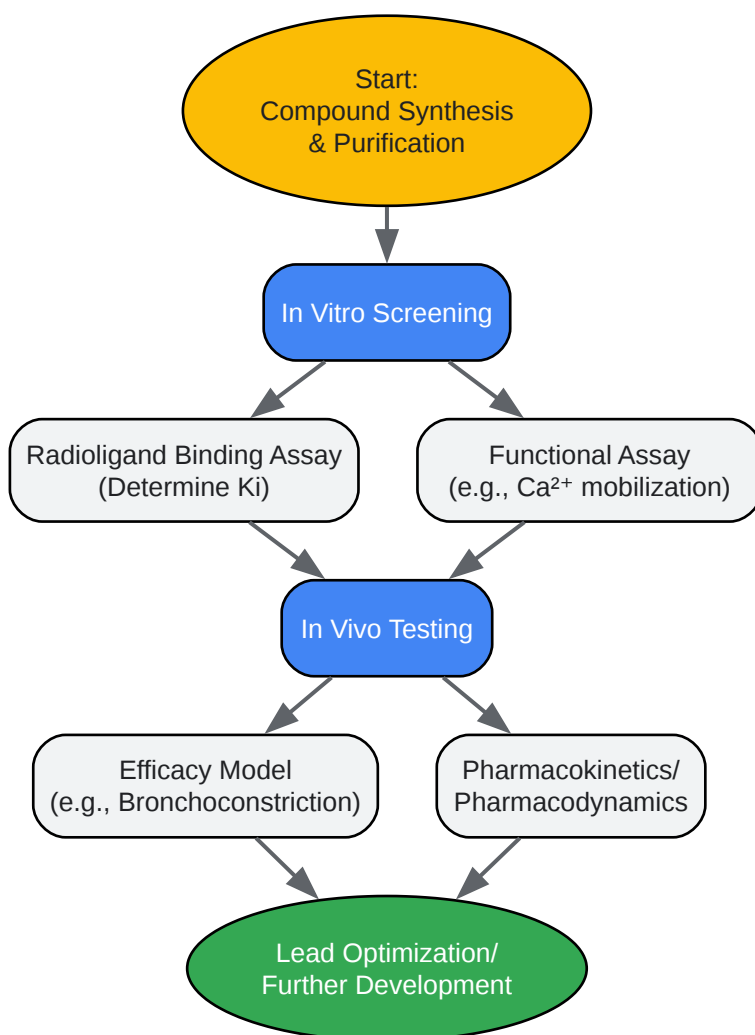 Start:
Compound Synthesis
& Purification
In Vitro Screening
Radioligand Binding Assay
(Determine Ki)
Functional Assay
(e.g., Ca²⁺ mobilization)
In Vivo Testing
Efficacy Model
(e.g., Bronchoconstriction)
Pharmacokinetics/
Pharmacodynamics
Lead Optimization/
Further Development